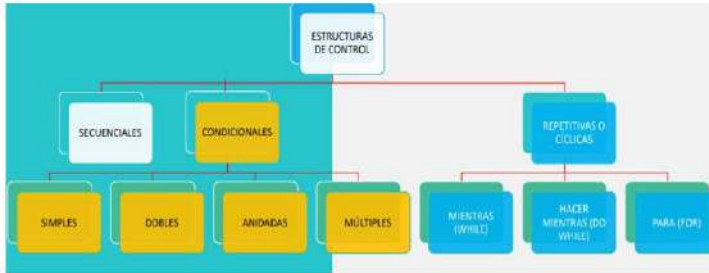 ESTRUCTURAS
DE CONTROL
SECUENCIALES
CONDICIONALES
REPETITIVAS O
CÍCLICAS
SIMPLES
DOBLES
ANIDADAS
MÚLTIPLES
MIENTRAS
(WHILE)
HACER
MIENTRAS (DO
WHILE)
PARA (FOR)